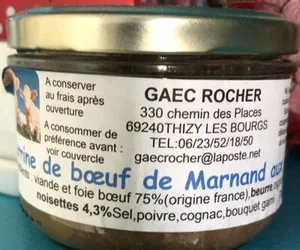 A conserver
au frais après
ouverture
A consommer de
préférence avant :
voir couvercle
GAEC ROCHER
330 chemin des Places
69240THIZY LES BOURGS
TEL:06/23/52/18/50
gaecrocher@laposte.net
de bœuf de Marnand aux
: viande et foie bœuf 75%(origine france),beurre,
noisettes 4,3%Sel,poivre,cognac,bouquet garni